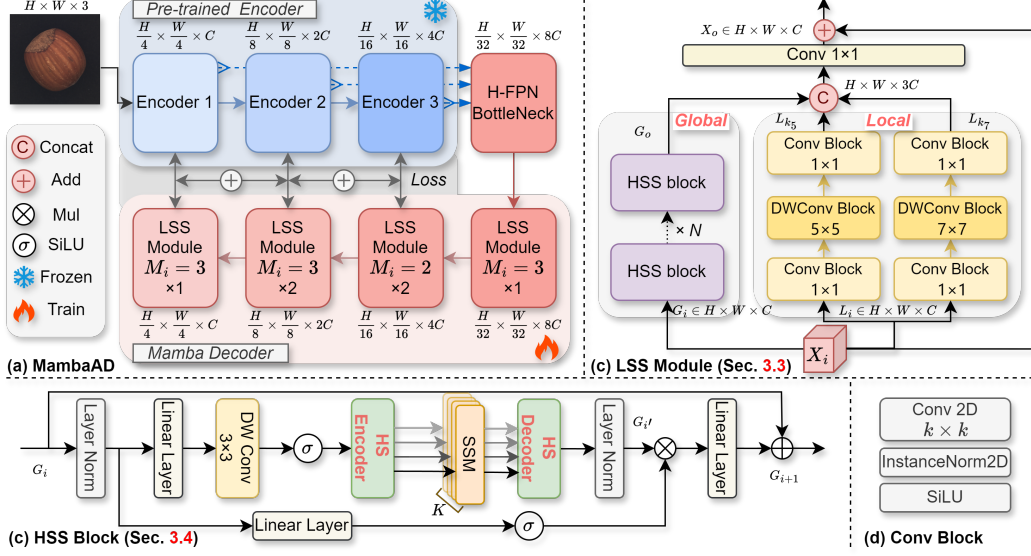 H × W × 3
Pre-trained Encoder
H/4 × W/4 × C
H/8 × W/8 × 2C
H/16 × W/16 × 4C
H/32 × W/32 × 8C
Encoder 1
Encoder 2
Encoder 3
H-FPN
BottleNeck
C Concat
+ Add
Mul
σ SiLU
Frozen
Train
+
+
Loss
LSS
Module
M_i = 3
×1
LSS
Module
M_i = 3
×2
LSS
Module
M_i = 2
×2
LSS
Module
M_i = 3
×1
H/4 × W/4 × C
H/8 × W/8 × 2C
H/16 × W/16 × 4C
H/32 × W/32 × 8C
Mamba Decoder
(a) MambaAD
X_o ∈ H × W × C
+
Conv 1×1
C
H × W × 3C
G_o
Global
L_{k_5}
Local
L_{k_7}
HSS block
× N
HSS block
Conv Block
1×1
DWConv Block
5×5
Conv Block
1×1
Conv Block
1×1
DWConv Block
7×7
Conv Block
1×1
G_i ∈ H × W × C
L_i ∈ H × W × C
X_i
(c) LSS Module (Sec. 3.3)
G_i
Layer Norm
Linear Layer
DW Conv
3×3
σ
HS
Encoder
SSM
K
HS
Decoder
Layer Norm
G_i′
Linear Layer
G_{i+1}
Linear Layer
σ
(c) HSS Block (Sec. 3.4)
Conv 2D
k × k
InstanceNorm2D
SiLU
(d) Conv Block